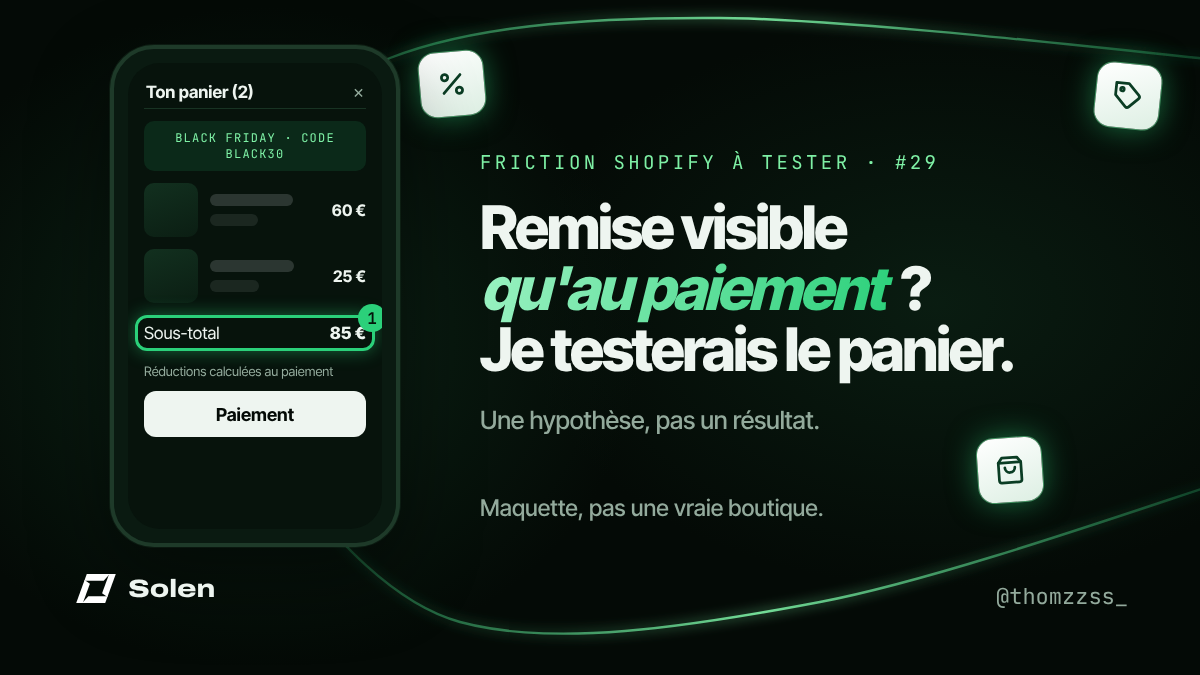 Ton panier (2) ×
BLACK FRIDAY · CODE
BLACK30
60 €
25 €
1
Sous-total 85 €
Réductions calculées au paiement
Paiement
FRICTION SHOPIFY À TESTER · #29
Remise visible
qu'au paiement ?
Je testerais le panier.
Une hypothèse, pas un résultat.
Maquette, pas une vraie boutique.
Solen
@thomzzss_